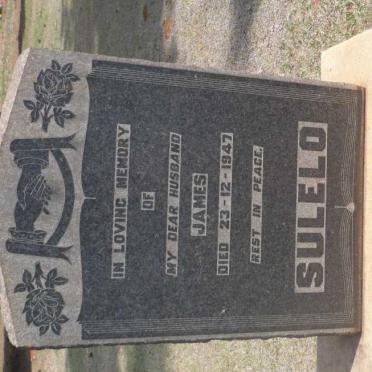 IN LOVING MEMORY
OF
MY DEAR HUSBAND
JAMES
DIED 23-12-1947
REST IN PEACE.
SULELO